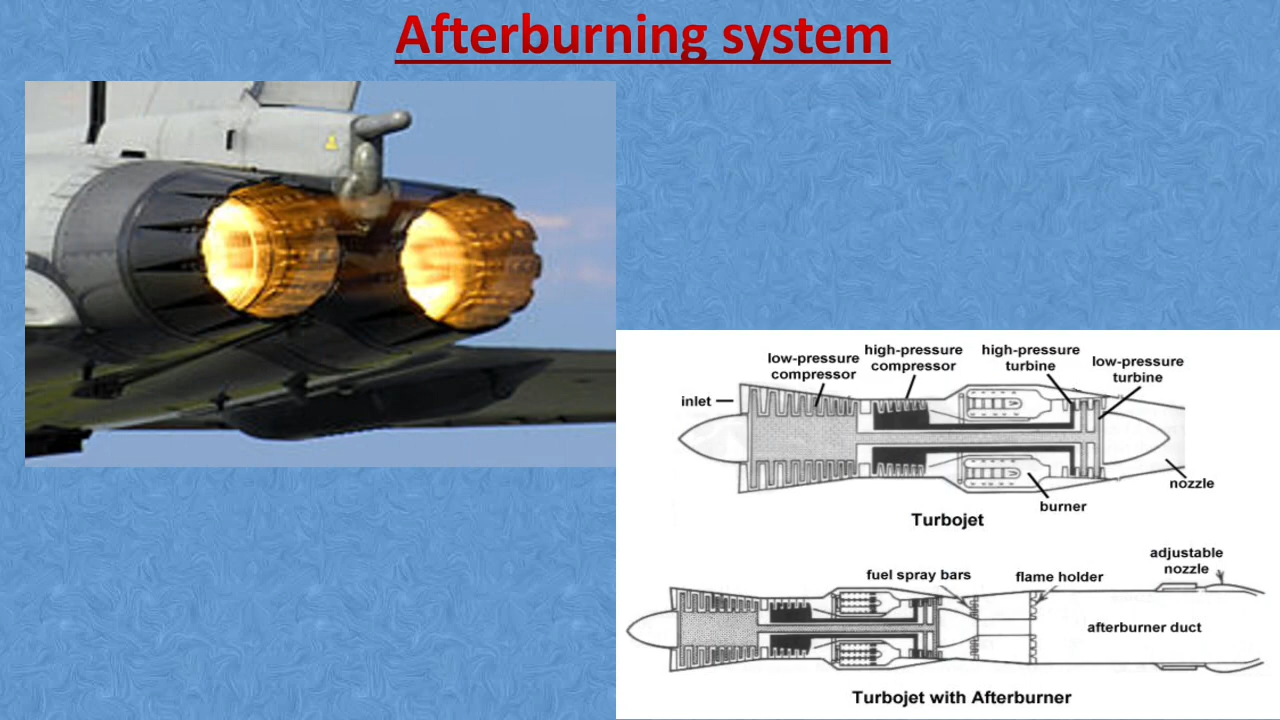 Afterburning system
low-pressure
compressor
high-pressure
compressor
high-pressure
turbine
low-pressure
turbine
inlet
nozzle
burner
Turbojet
adjustable
nozzle
fuel spray bars
flame holder
afterburner duct
Turbojet with Afterburner